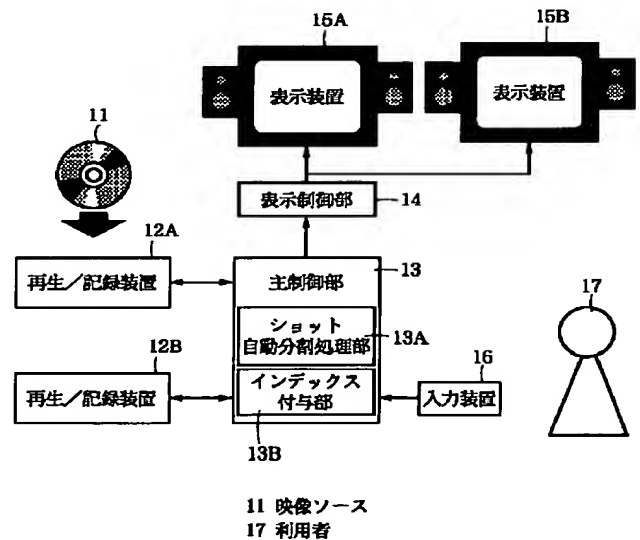 15A
15B
表示装置
表示装置
11
表示制御部
14
12A
再生/記録装置
主制御部
13
17
ショット
自動分割処理部
13A
12B
再生/記録装置
インデックス
付与部
16
入力装置
13B
11 映像ソース
17 利用者